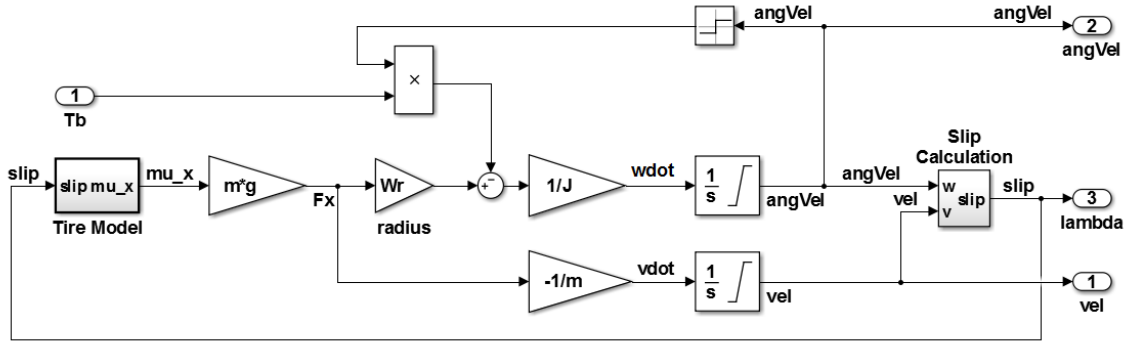 angVel
angVel
2
angVel
×
1
Tb
slip
slip mu_x
Tire Model
mu_x
m*g
Fx
Wr
radius
+
−
1/J
wdot
1
s
angVel
angVel
vel
Slip
Calculation
w
v
slip
slip
3
lambda
-1/m
vdot
1
s
vel
1
vel